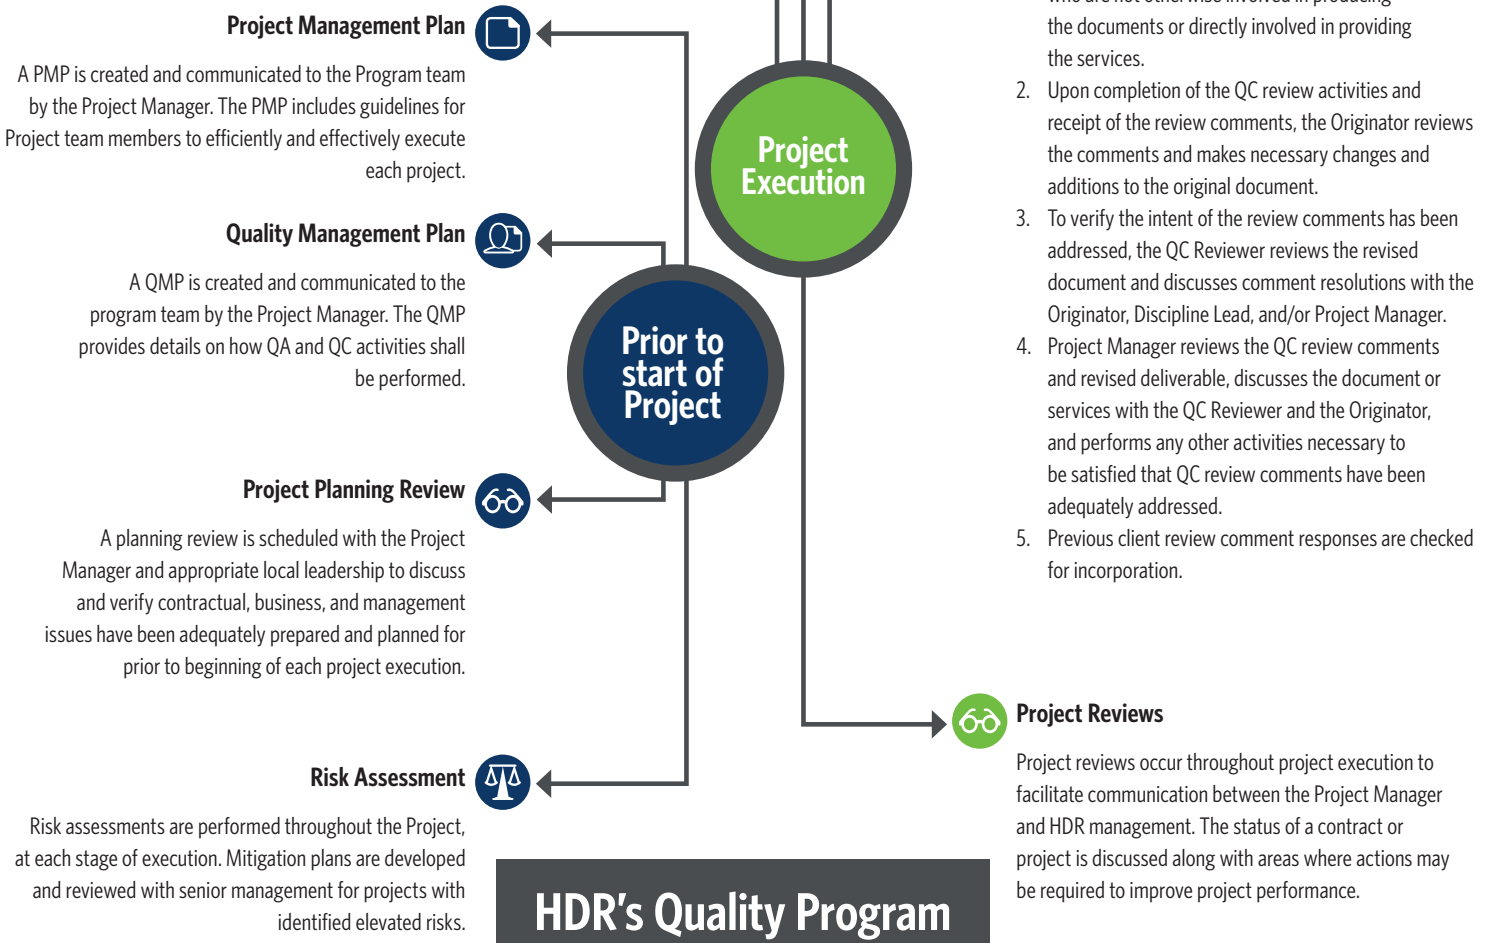 Project Management Plan
A PMP is created and communicated to the Program team
by the Project Manager. The PMP includes guidelines for
Project team members to efficiently and effectively execute
each project.
Quality Management Plan
A QMP is created and communicated to the
program team by the Project Manager. The QMP
provides details on how QA and QC activities shall
be performed.
Project Planning Review
A planning review is scheduled with the Project
Manager and appropriate local leadership to discuss
and verify contractual, business, and management
issues have been adequately prepared and planned for
prior to beginning of each project execution.
Risk Assessment
Risk assessments are performed throughout the Project,
at each stage of execution. Mitigation plans are developed
and reviewed with senior management for projects with
identified elevated risks.
Project
Execution
Prior to
start of
Project
HDR's Quality Program
who are not otherwise involved in producing
the documents or directly involved in providing
the services.
2. Upon completion of the QC review activities and
receipt of the review comments, the Originator reviews
the comments and makes necessary changes and
additions to the original document.
3. To verify the intent of the review comments has been
addressed, the QC Reviewer reviews the revised
document and discusses comment resolutions with the
Originator, Discipline Lead, and/or Project Manager.
4. Project Manager reviews the QC review comments
and revised deliverable, discusses the document or
services with the QC Reviewer and the Originator,
and performs any other activities necessary to
be satisfied that QC review comments have been
adequately addressed.
5. Previous client review comment responses are checked
for incorporation.
Project Reviews
Project reviews occur throughout project execution to
facilitate communication between the Project Manager
and HDR management. The status of a contract or
project is discussed along with areas where actions may
be required to improve project performance.